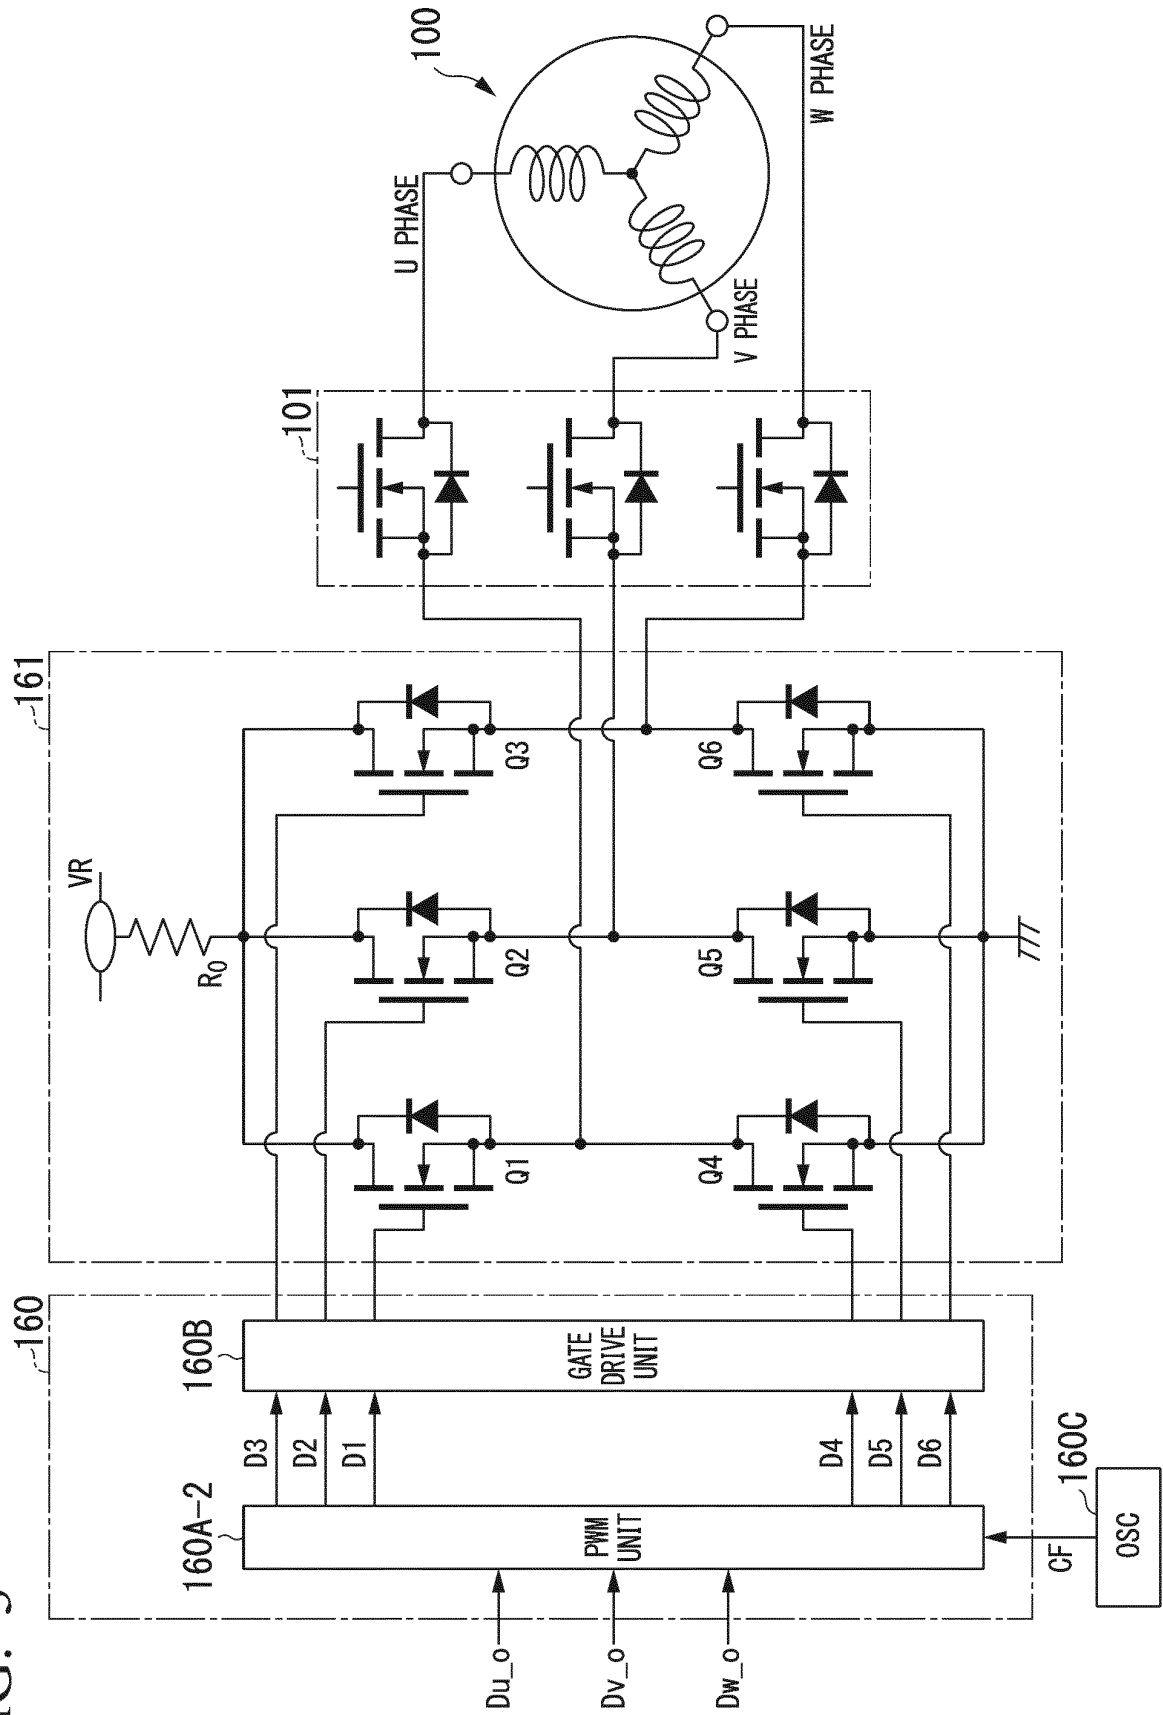 160
161
160A-2
160B
101
100
VR
R0
D3
D2
D1
D4
D5
D6
Du_o
Dv_o
Dw_o
PWM
UNIT
GATE
DRIVE
UNIT
Q1
Q2
Q3
Q4
Q5
Q6
U PHASE
V PHASE
W PHASE
CF
160C
OSC